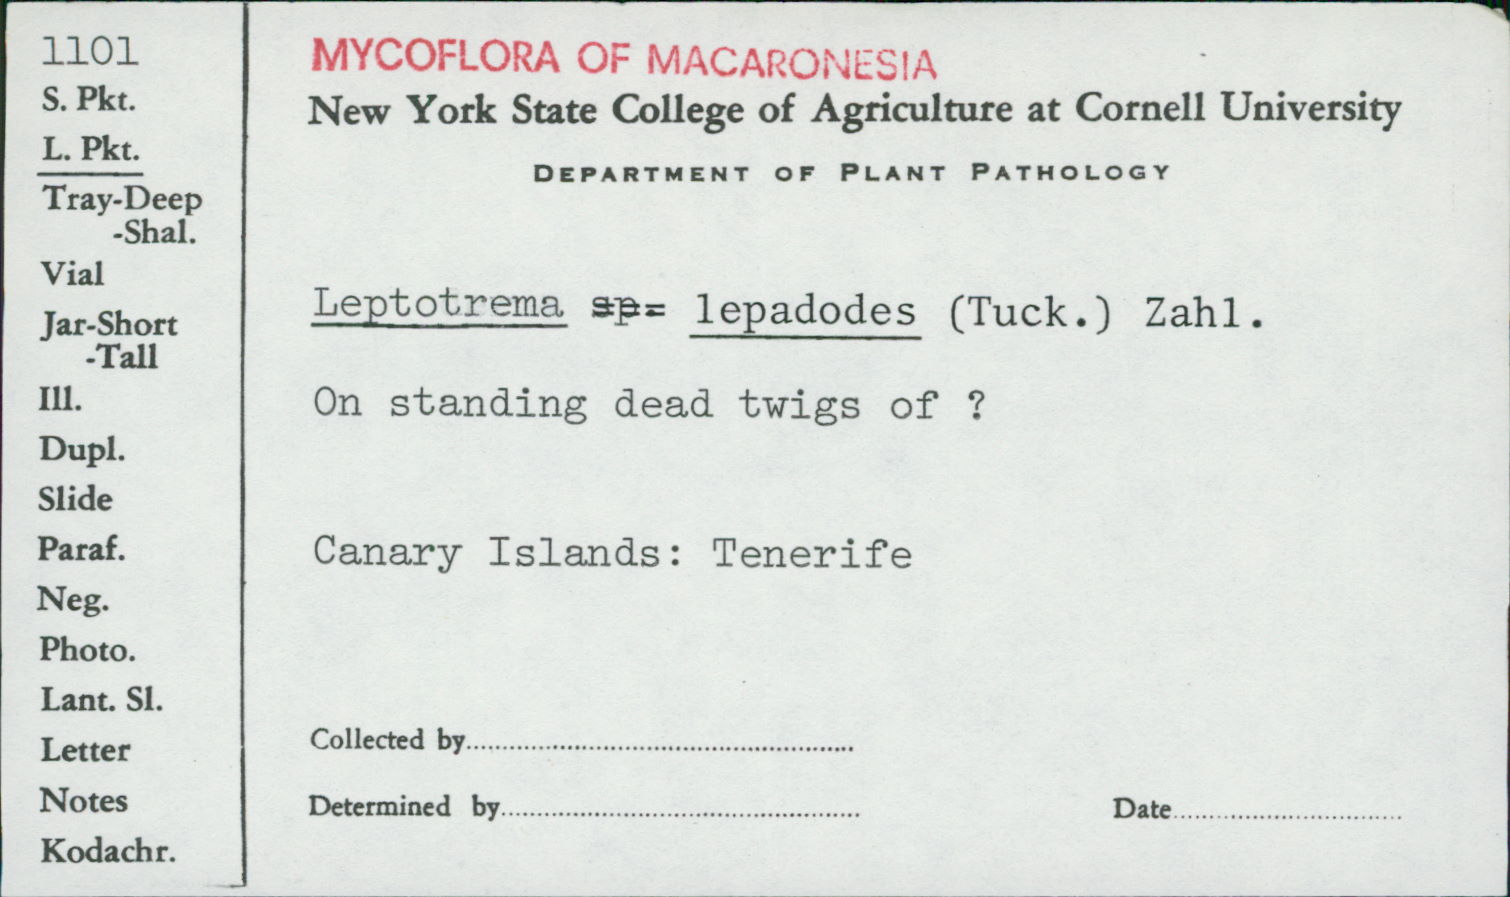 1101
S. Pkt.
L. Pkt.
Tray-Deep
-Shal.
Vial
Jar-Short
-Tall
Ill.
Dupl.
Slide
Paraf.
Neg.
Photo.
Lant. Sl.
Letter
Notes
Kodachr.
MYCOFLORA OF MACARONESIA
New York State College of Agriculture at Cornell University
DEPARTMENT OF PLANT PATHOLOGY
Leptotrema sp. lepadodes (Tuck.) Zahl.
On standing dead twigs of ?
Canary Islands: Tenerife
Collected by
Determined by
Date